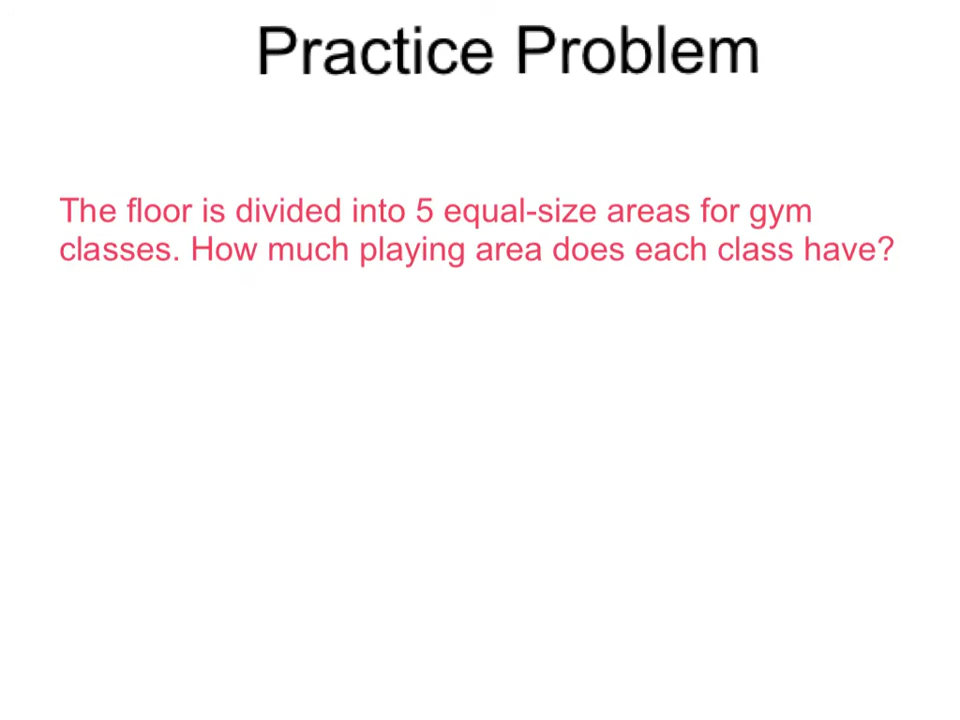 Practice Problem
The floor is divided into 5 equal-size areas for gym
classes. How much playing area does each class have?